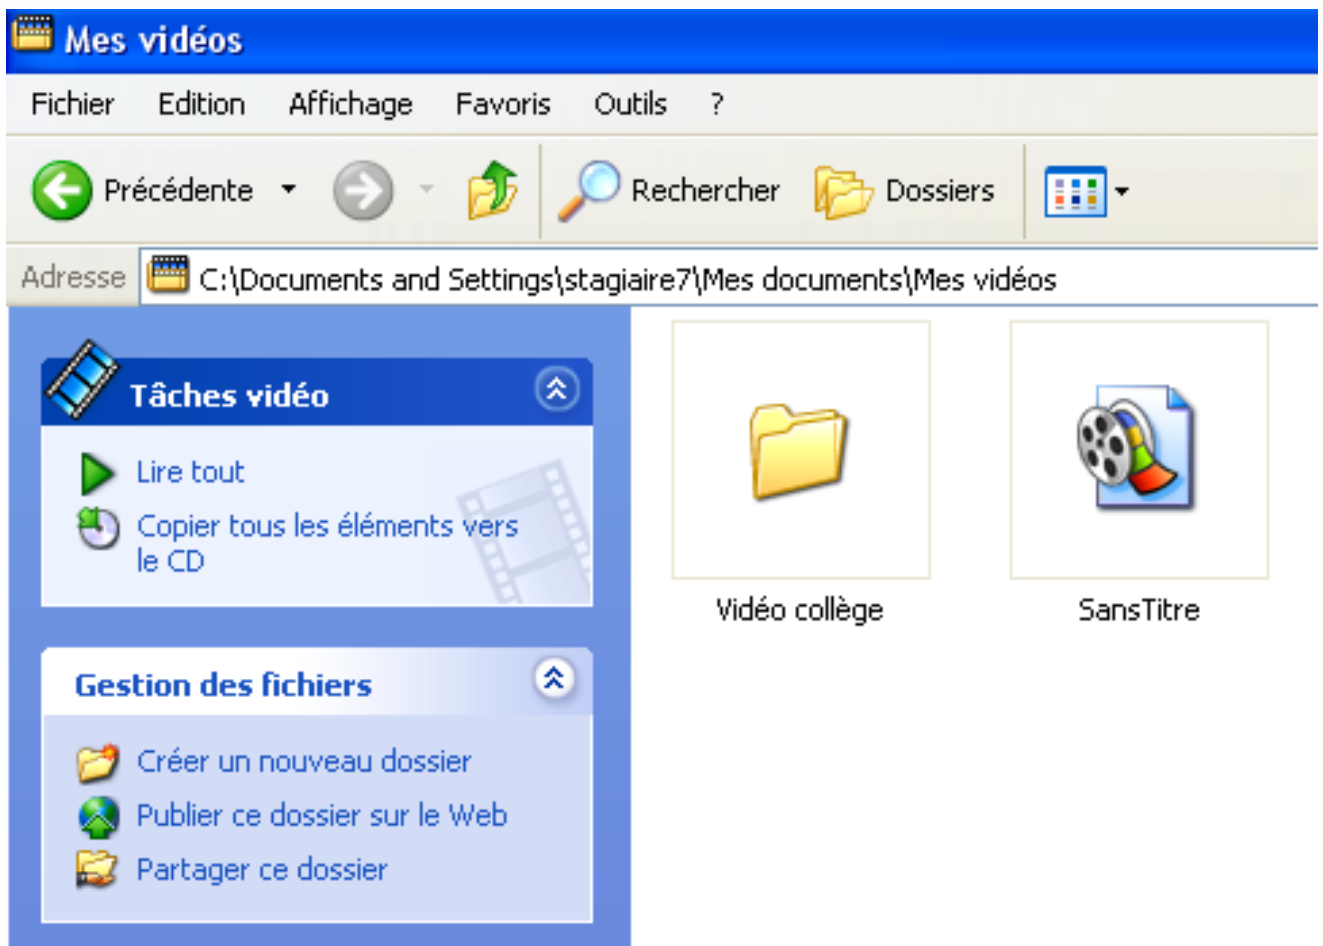 Mes vidéos
Fichier Edition Affichage Favoris Outils ?
Précédente Rechercher Dossiers
Adresse C:\Documents and Settings\stagiaire7\Mes documents\Mes vidéos
Tâches vidéo
Lire tout
Copier tous les éléments vers
le CD
Gestion des fichiers
Créer un nouveau dossier
Publier ce dossier sur le Web
Partager ce dossier
Vidéo collège
SansTitre